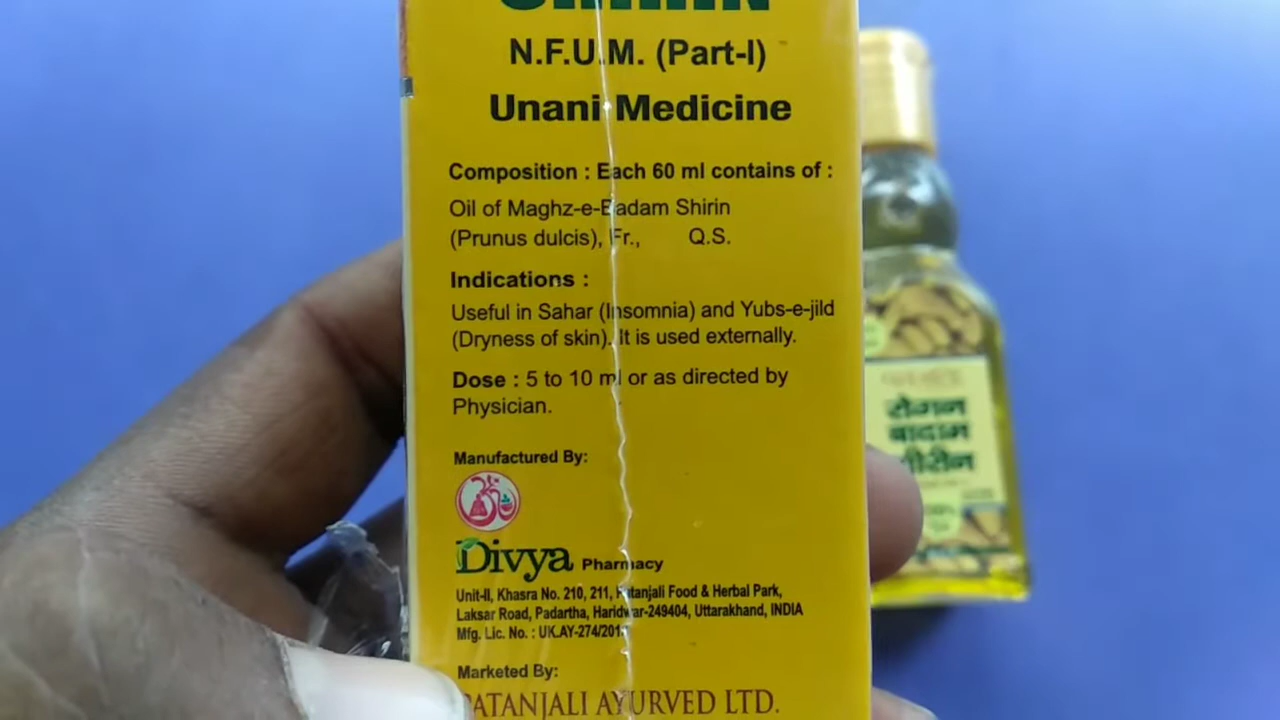 N.F.U.M. (Part-I)
Unani Medicine
Composition : Each 60 ml contains of :
Oil of Maghz-e-Badam Shirin
(Prunus dulcis), Fr., Q.S.
Indications :
Useful in Sahar (Insomnia) and Yubs-e-jild
(Dryness of skin). It is used externally.
Dose : 5 to 10 ml or as directed by
Physician.
Manufactured By:
Divya Pharmacy
Unit-II, Khasra No. 210, 211, Patanjali Food & Herbal Park,
Laksar Road, Padartha, Haridwar-249404, Uttarakhand, INDIA
Mfg. Lic. No. : UK.AY-274/201
Marketed By:
PATANJALI AYURVED LTD.
रोगन
बादाम
शीरीन